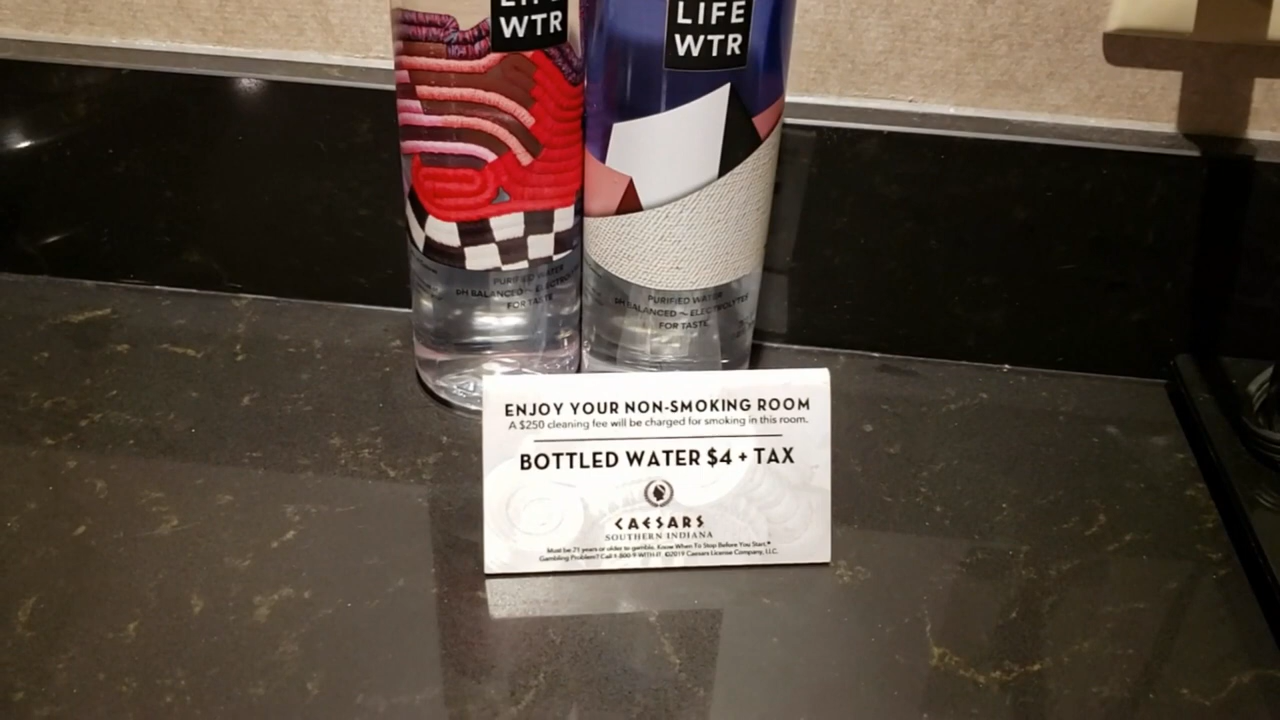 LIFE
WTR
LIFE
WTR
PURIFIED WATER
pH BALANCED ~ ELECTROLYTES
FOR TASTE
PURIFIED WATER
pH BALANCED ~ ELECTROLYTES
FOR TASTE
ENJOY YOUR NON-SMOKING ROOM
A $250 cleaning fee will be charged for smoking in this room.
BOTTLED WATER $4 + TAX
CAESARS
SOUTHERN INDIANA
Must be 21 years or older to gamble. Know When To Stop Before You Start.®
Gambling Problem? Call 1-800-9-WITH-IT. ©2019 Caesars License Company, LLC.